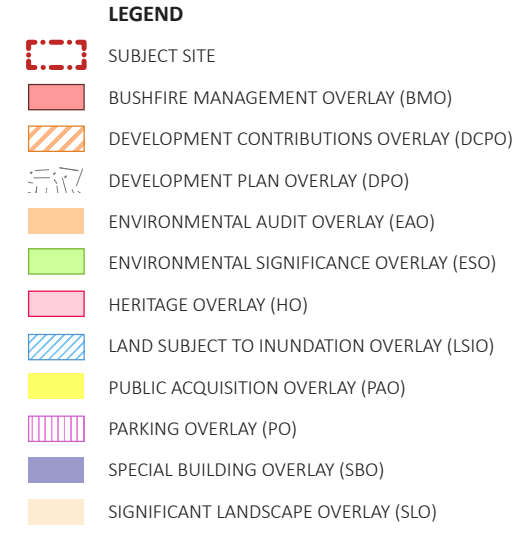 LEGEND
SUBJECT SITE
BUSHFIRE MANAGEMENT OVERLAY (BMO)
DEVELOPMENT CONTRIBUTIONS OVERLAY (DCPO)
DEVELOPMENT PLAN OVERLAY (DPO)
ENVIRONMENTAL AUDIT OVERLAY (EAO)
ENVIRONMENTAL SIGNIFICANCE OVERLAY (ESO)
HERITAGE OVERLAY (HO)
LAND SUBJECT TO INUNDATION OVERLAY (LSIO)
PUBLIC ACQUISITION OVERLAY (PAO)
PARKING OVERLAY (PO)
SPECIAL BUILDING OVERLAY (SBO)
SIGNIFICANT LANDSCAPE OVERLAY (SLO)